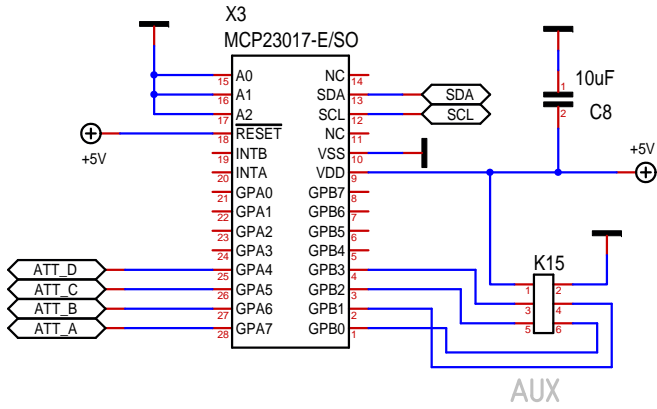 X3
MCP23017-E/SO
15 A0 NC 14
16 A1 SDA 13 SDA
17 A2 SCL 12 SCL
18 RESET NC 11
+5V
19 INTB VSS 10
20 INTA VDD 9
21 GPA0 GPB7 8
22 GPA1 GPB6 7
23 GPA2 GPB5 6
24 GPA3 GPB4 5
ATT_D 25 GPA4 GPB3 4
ATT_C 26 GPA5 GPB2 3
ATT_B 27 GPA6 GPB1 2
ATT_A 28 GPA7 GPB0 1
10uF
1
2
C8
+5V
K15
1 2
3 4
5 6
AUX